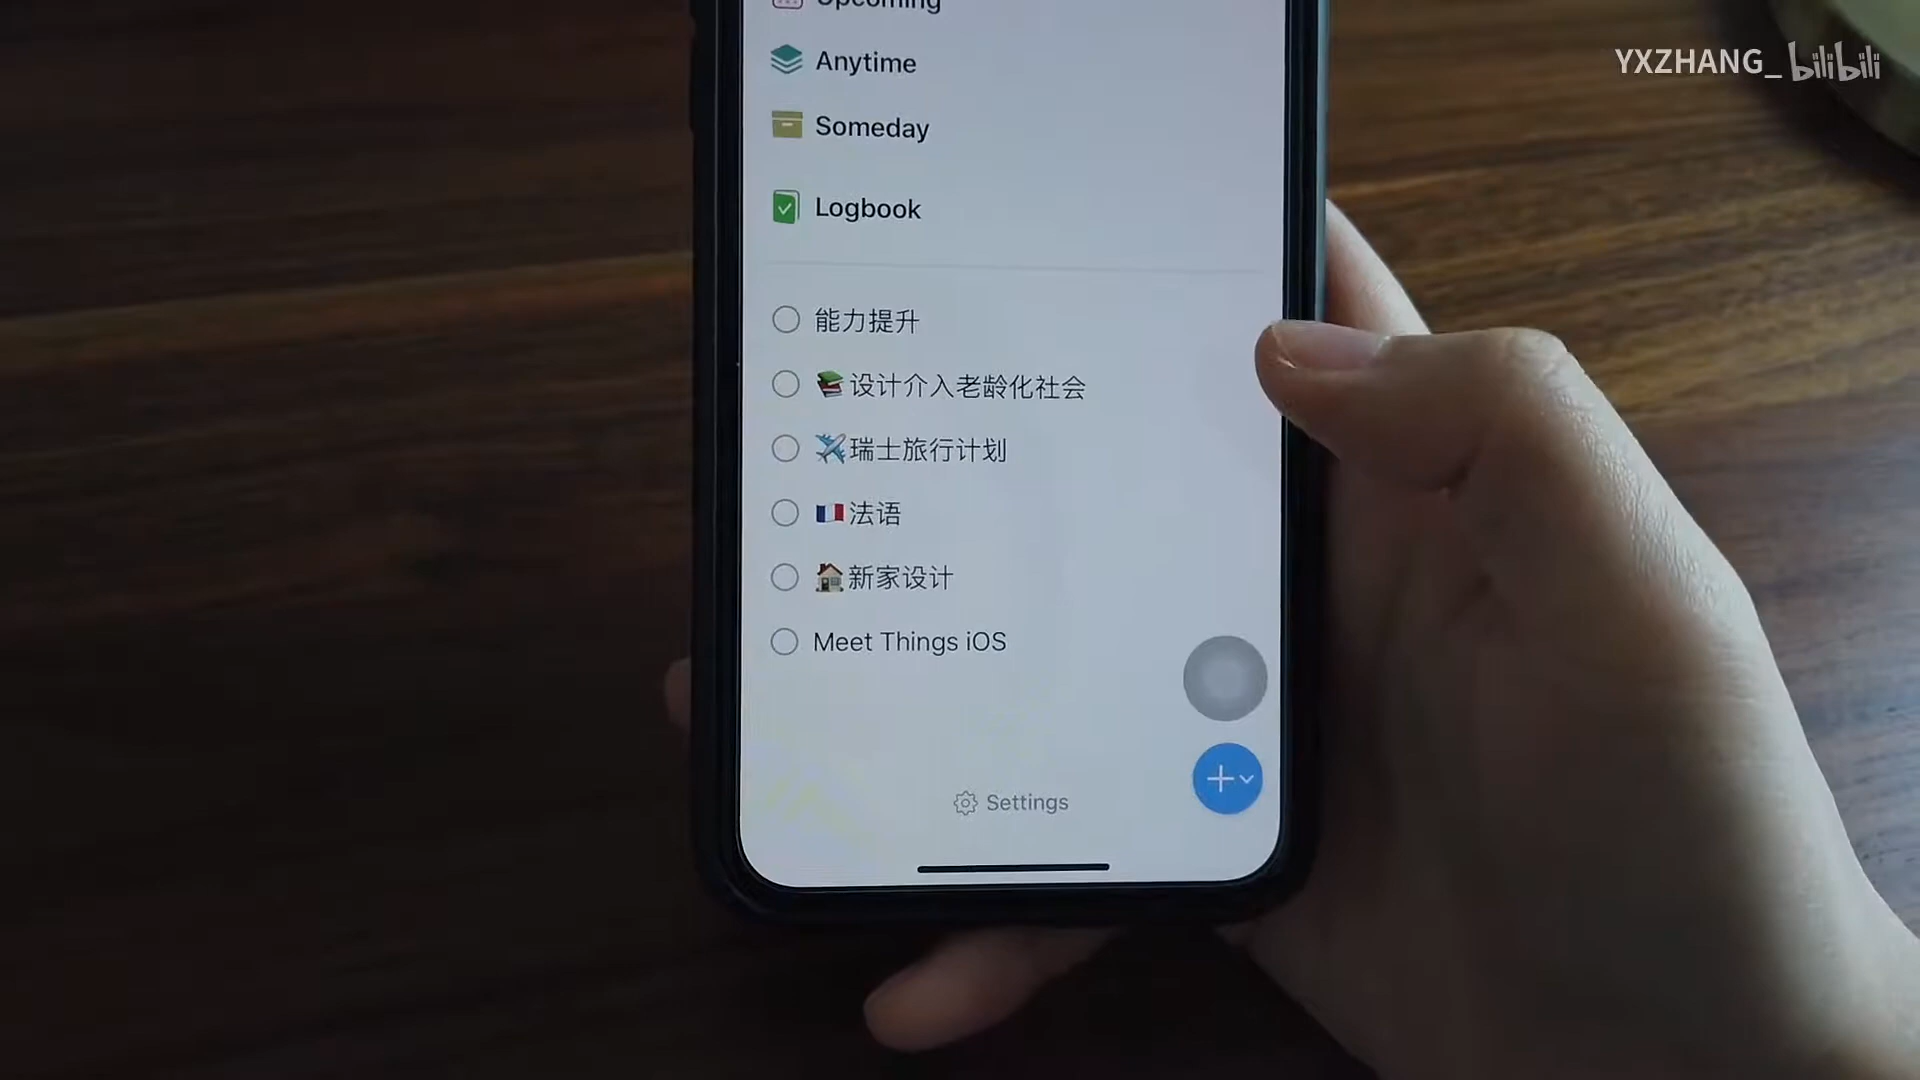 YXZHANG_ bilibili
Upcoming
Anytime
Someday
Logbook
能力提升
📚设计介入老龄化社会
✈️瑞士旅行计划
🇫🇷法语
🏠新家设计
Meet Things iOS
Settings